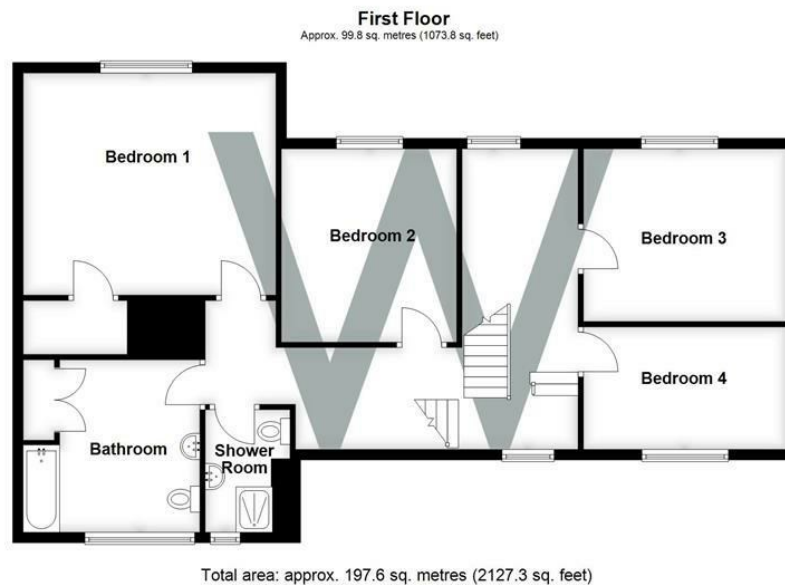 First Floor
Approx. 99.8 sq. metres (1073.8 sq. feet)
Bedroom 1
Bedroom 2
Bedroom 3
Bedroom 4
Bathroom
Shower
Room
W
Total area: approx. 197.6 sq. metres (2127.3 sq. feet)